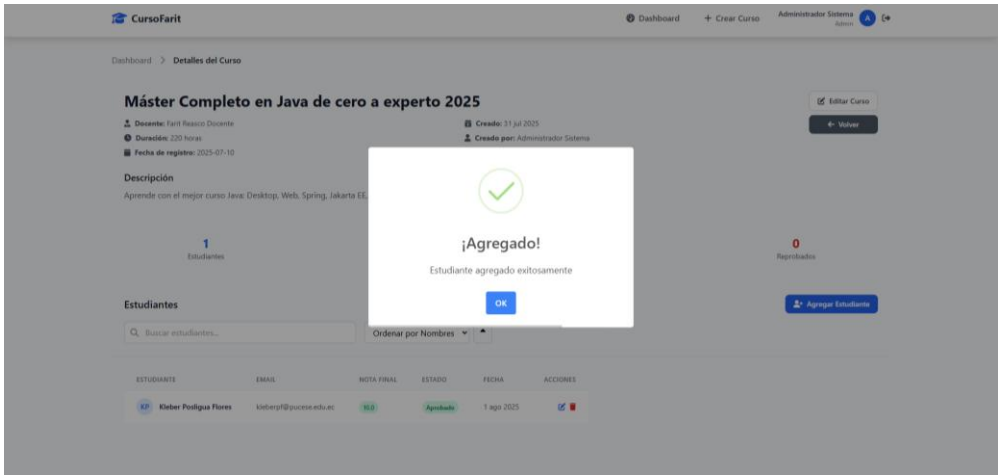 CursoFarit
Dashboard
+ Crear Curso
Administrador Sistema
Admin
A
Dashboard > Detalles del Curso
Máster Completo en Java de cero a experto 2025
Editar Curso
Docente: Farit Reasco Docente
Creado: 31 jul 2025
← Volver
Duración: 220 horas
Creado por: Administrador Sistema
Fecha de registro: 2025-07-10
Descripción
Aprende con el mejor curso Java: Desktop, Web, Spring, Jakarta EE,
¡Agregado!
Estudiante agregado exitosamente
OK
1
Estudiantes
0
Reprobados
Estudiantes
Agregar Estudiante
Buscar estudiantes...
Ordenar por Nombres
ESTUDIANTE EMAIL NOTA FINAL ESTADO FECHA ACCIONES
KP Kleber Posligua Flores kleberpf@pucese.edu.ec 10.0 Aprobado 1 ago 2025